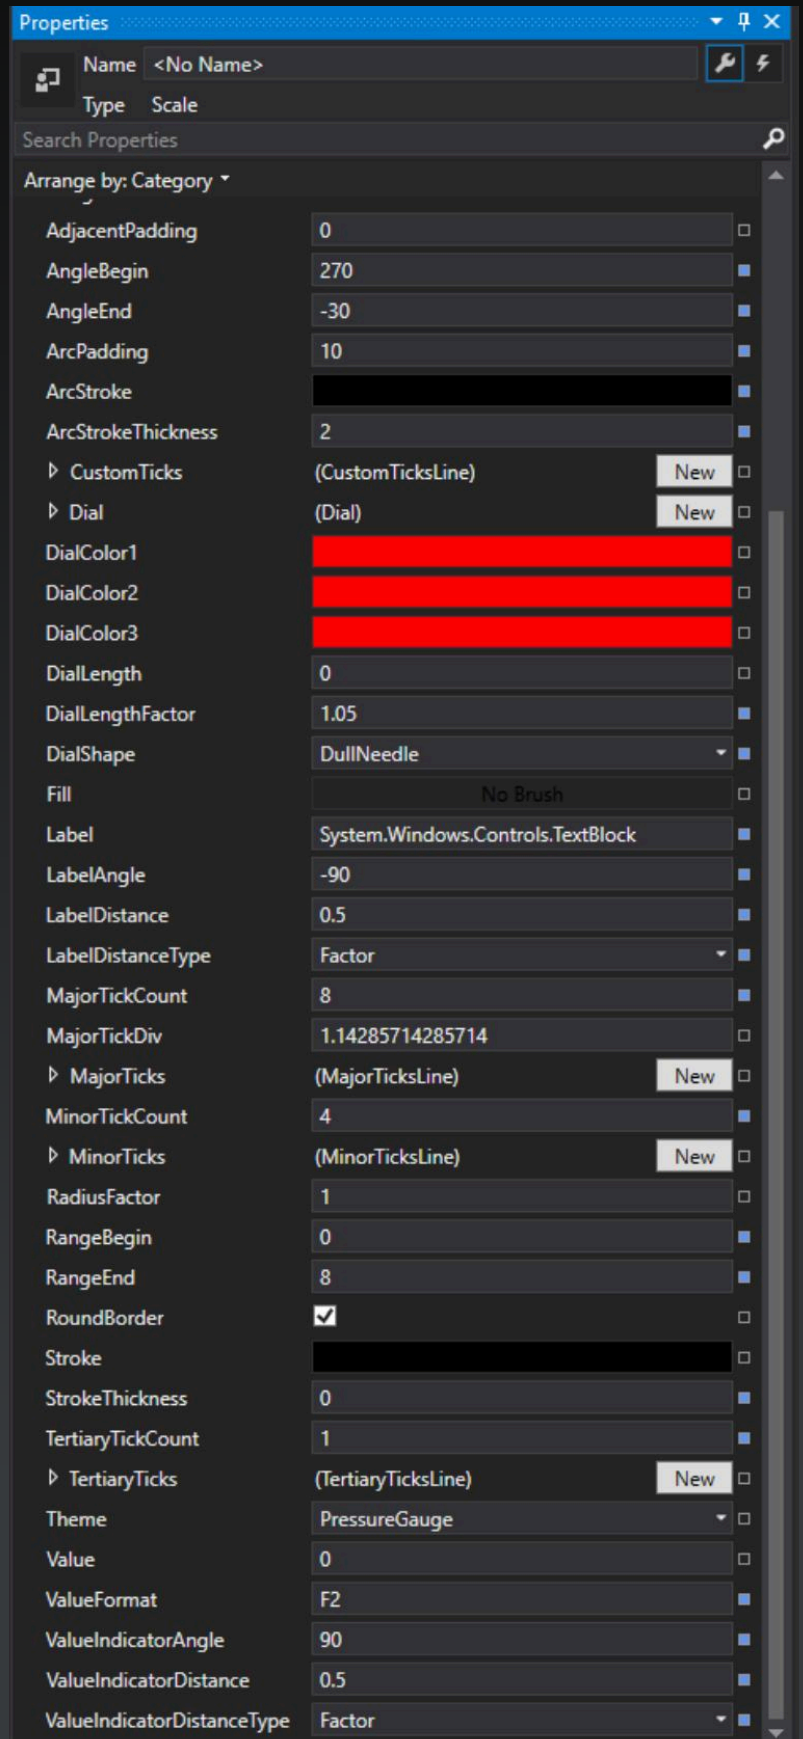 Properties
Name <No Name>
Type Scale
Search Properties
Arrange by: Category
AdjacentPadding 0
AngleBegin 270
AngleEnd -30
ArcPadding 10
ArcStroke
ArcStrokeThickness 2
CustomTicks (CustomTicksLine) New
Dial (Dial) New
DialColor1
DialColor2
DialColor3
DialLength 0
DialLengthFactor 1.05
DialShape DullNeedle
Fill No Brush
Label System.Windows.Controls.TextBlock
LabelAngle -90
LabelDistance 0.5
LabelDistanceType Factor
MajorTickCount 8
MajorTickDiv 1.14285714285714
MajorTicks (MajorTicksLine) New
MinorTickCount 4
MinorTicks (MinorTicksLine) New
RadiusFactor 1
RangeBegin 0
RangeEnd 8
RoundBorder
Stroke
StrokeThickness 0
TertiaryTickCount 1
TertiaryTicks (TertiaryTicksLine) New
Theme PressureGauge
Value 0
ValueFormat F2
ValueIndicatorAngle 90
ValueIndicatorDistance 0.5
ValueIndicatorDistanceType Factor